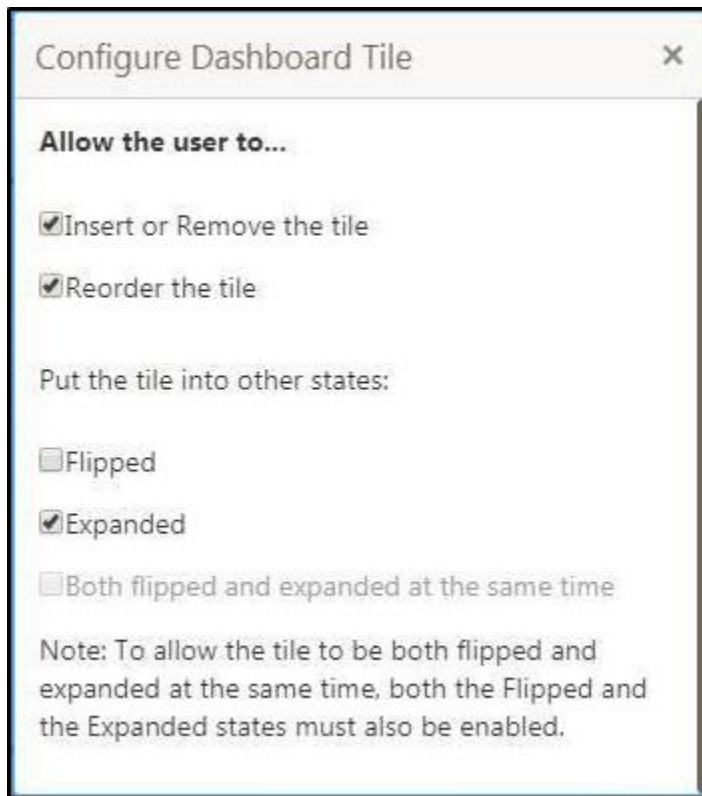 Configure Dashboard Tile
Allow the user to...
Insert or Remove the tile
Reorder the tile
Put the tile into other states:
Flipped
Expanded
Both flipped and expanded at the same time
Note: To allow the tile to be both flipped and
expanded at the same time, both the Flipped and
the Expanded states must also be enabled.